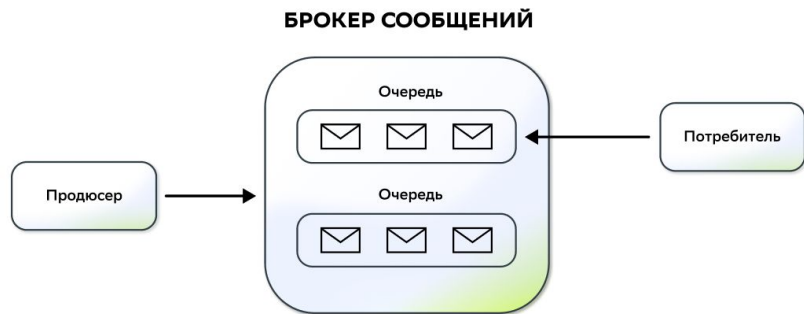 БРОКЕР СООБЩЕНИЙ
Очередь
Потребитель
Продюсер
Очередь